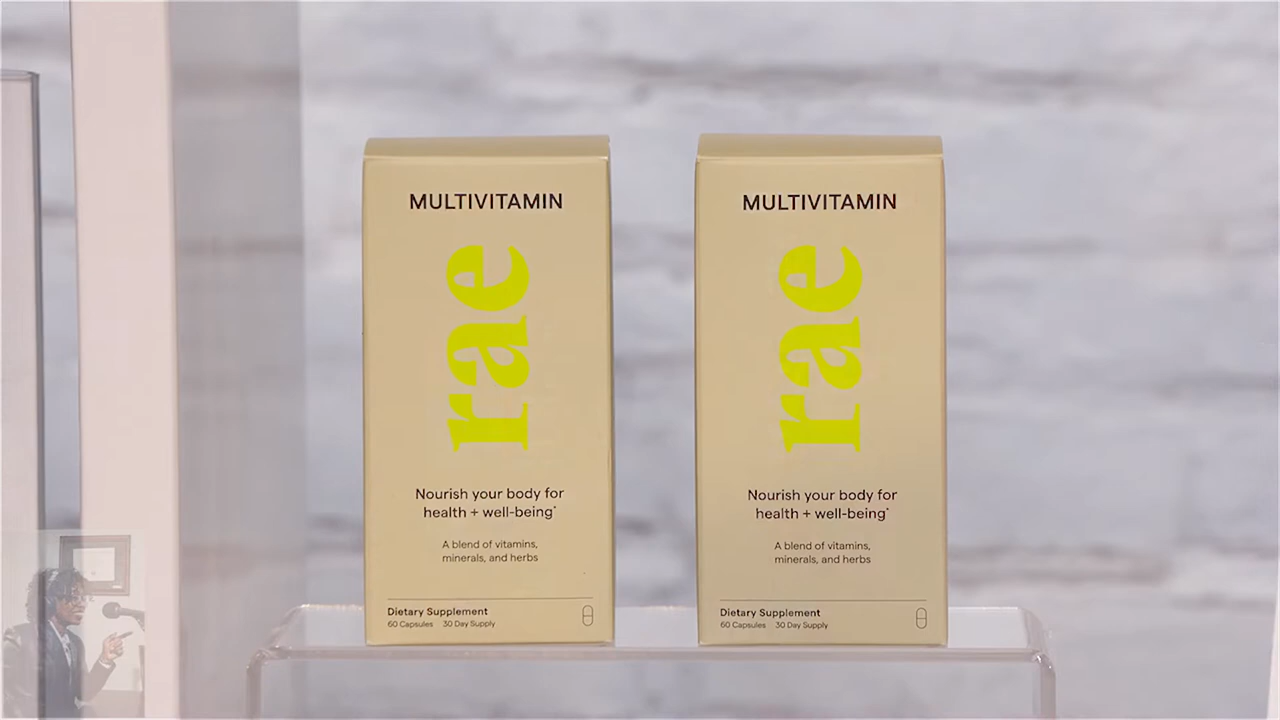 MULTIVITAMIN
rae
Nourish your body for
health + well-being*
A blend of vitamins,
minerals, and herbs
Dietary Supplement
60 Capsules 30 Day Supply
MULTIVITAMIN
rae
Nourish your body for
health + well-being*
A blend of vitamins,
minerals, and herbs
Dietary Supplement
60 Capsules 30 Day Supply